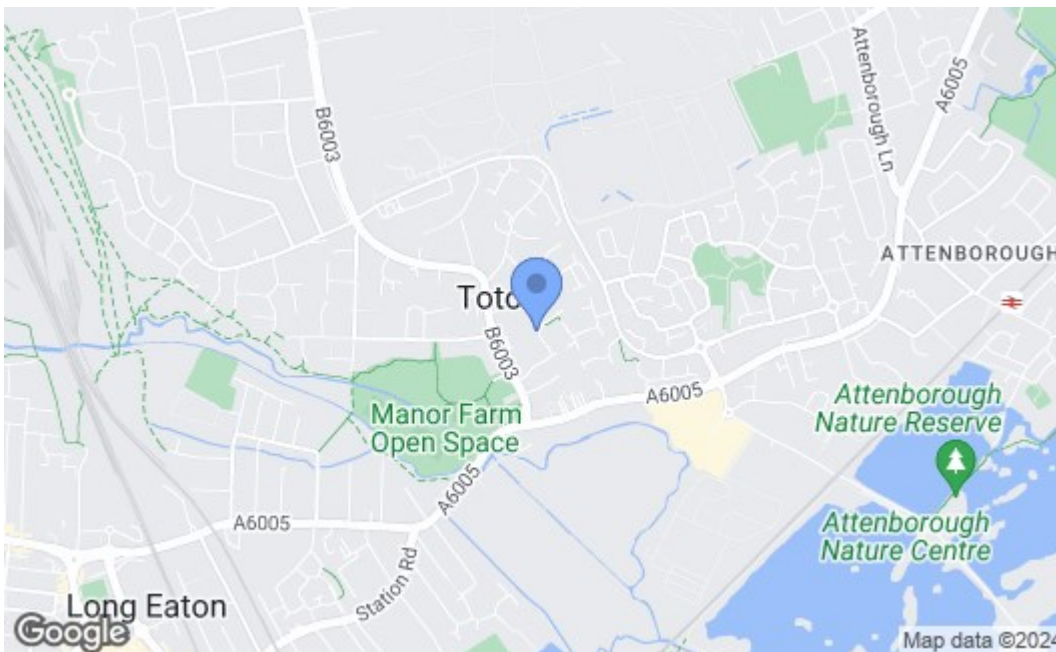 Attenborough Ln
A6005
B6003
ATTENBOROUGH
B6003
A6005
Manor Farm
Open Space
Attenborough
Nature Reserve
A6005
A6005
Attenborough
Nature Centre
Station Rd
Long Eaton
Google
Map data ©2024